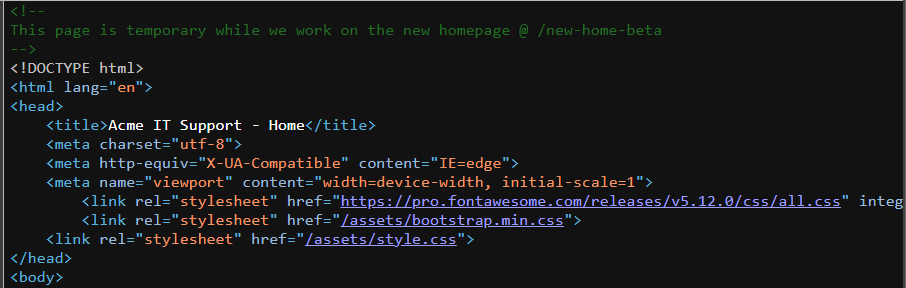 <!--
This page is temporary while we work on the new homepage @ /new-home-beta
-->
<!DOCTYPE html>
<html lang="en">
<head>
    <title>Acme IT Support - Home</title>
    <meta charset="utf-8">
    <meta http-equiv="X-UA-Compatible" content="IE=edge">
    <meta name="viewport" content="width=device-width, initial-scale=1">
        <link rel="stylesheet" href="https://pro.fontawesome.com/releases/v5.12.0/css/all.css" integ
        <link rel="stylesheet" href="/assets/bootstrap.min.css">
    <link rel="stylesheet" href="/assets/style.css">
</head>
<body>